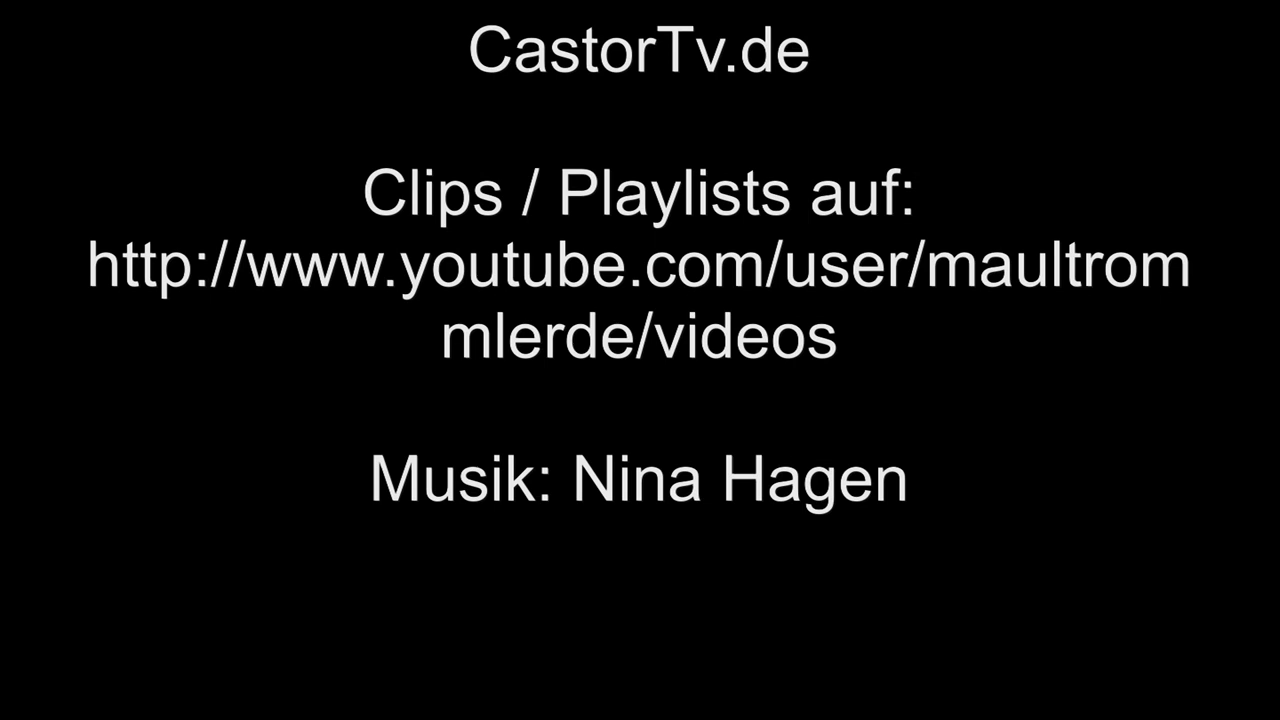 CastorTv.de
Clips / Playlists auf:
http://www.youtube.com/user/maultrom
mlerde/videos
Musik: Nina Hagen